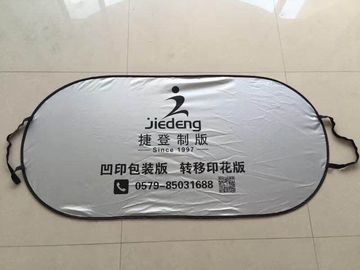 Jiedeng
捷登制版
Since 1997
凹印包装版 转移印花版
0579-85031688